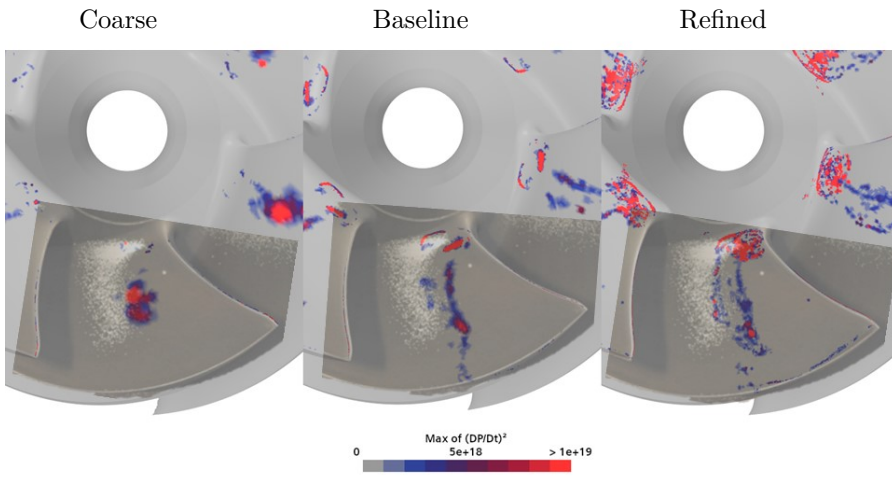 Coarse Baseline Refined
Max of (DP/Dt)²
0 5e+18 > 1e+19